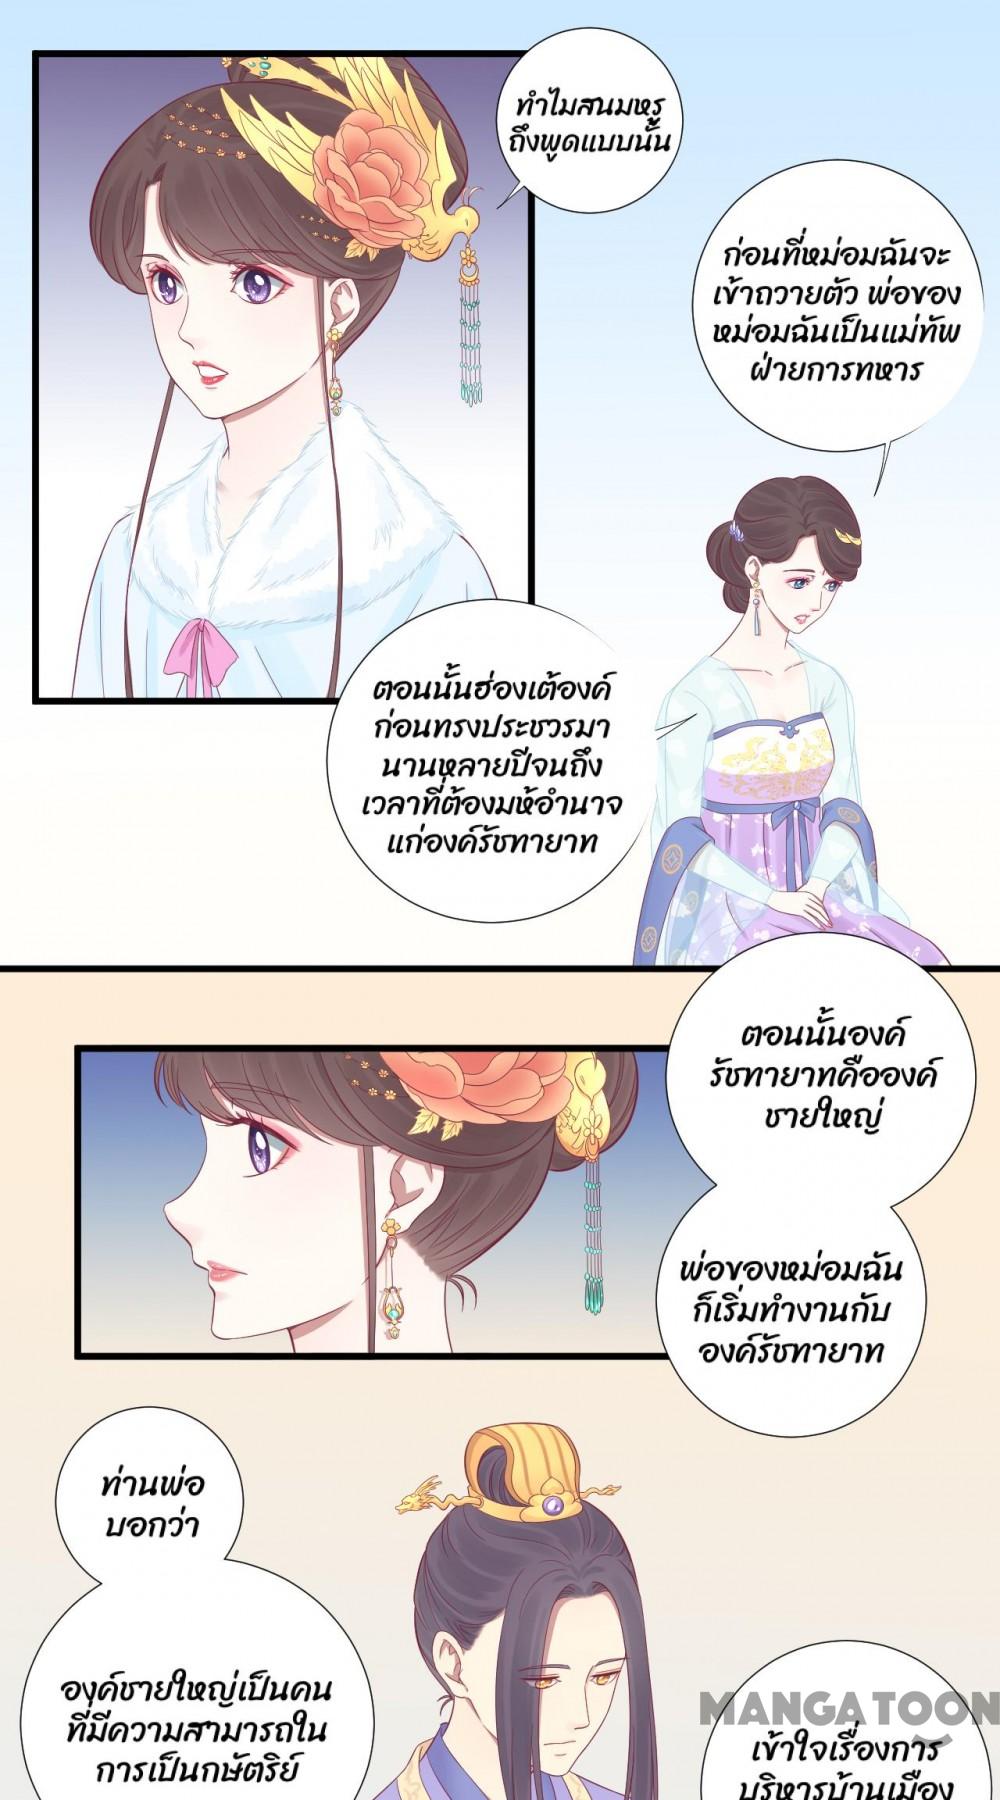 ทำไมสนมหรุ
ถึงพูดแบบนั้น
ก่อนที่หม่อมฉันจะ
เข้าถวายตัว พ่อของ
หม่อมฉันเป็นแม่ทัพ
ฝ่ายการทหาร
ตอนนั้นฮ่องเต้องค์
ก่อนทรงประชวรมา
นานหลายปีจนถึง
เวลาที่ต้องมห้อำนาจ
แก่องค์รัชทายาท
ตอนนั้นองค์
รัชทายาทคือองค์
ชายใหญ่
พ่อของหม่อมฉัน
ก็เริ่มทำงานกับ
องค์รัชทายาท
ท่านพ่อ
บอกว่า
องค์ชายใหญ่เป็นคน
ที่มีความสามารถใน
การเป็นกษัตริย์
MANGATOON
เข้าใจเรื่องการ
บริหารบ้านเมือง